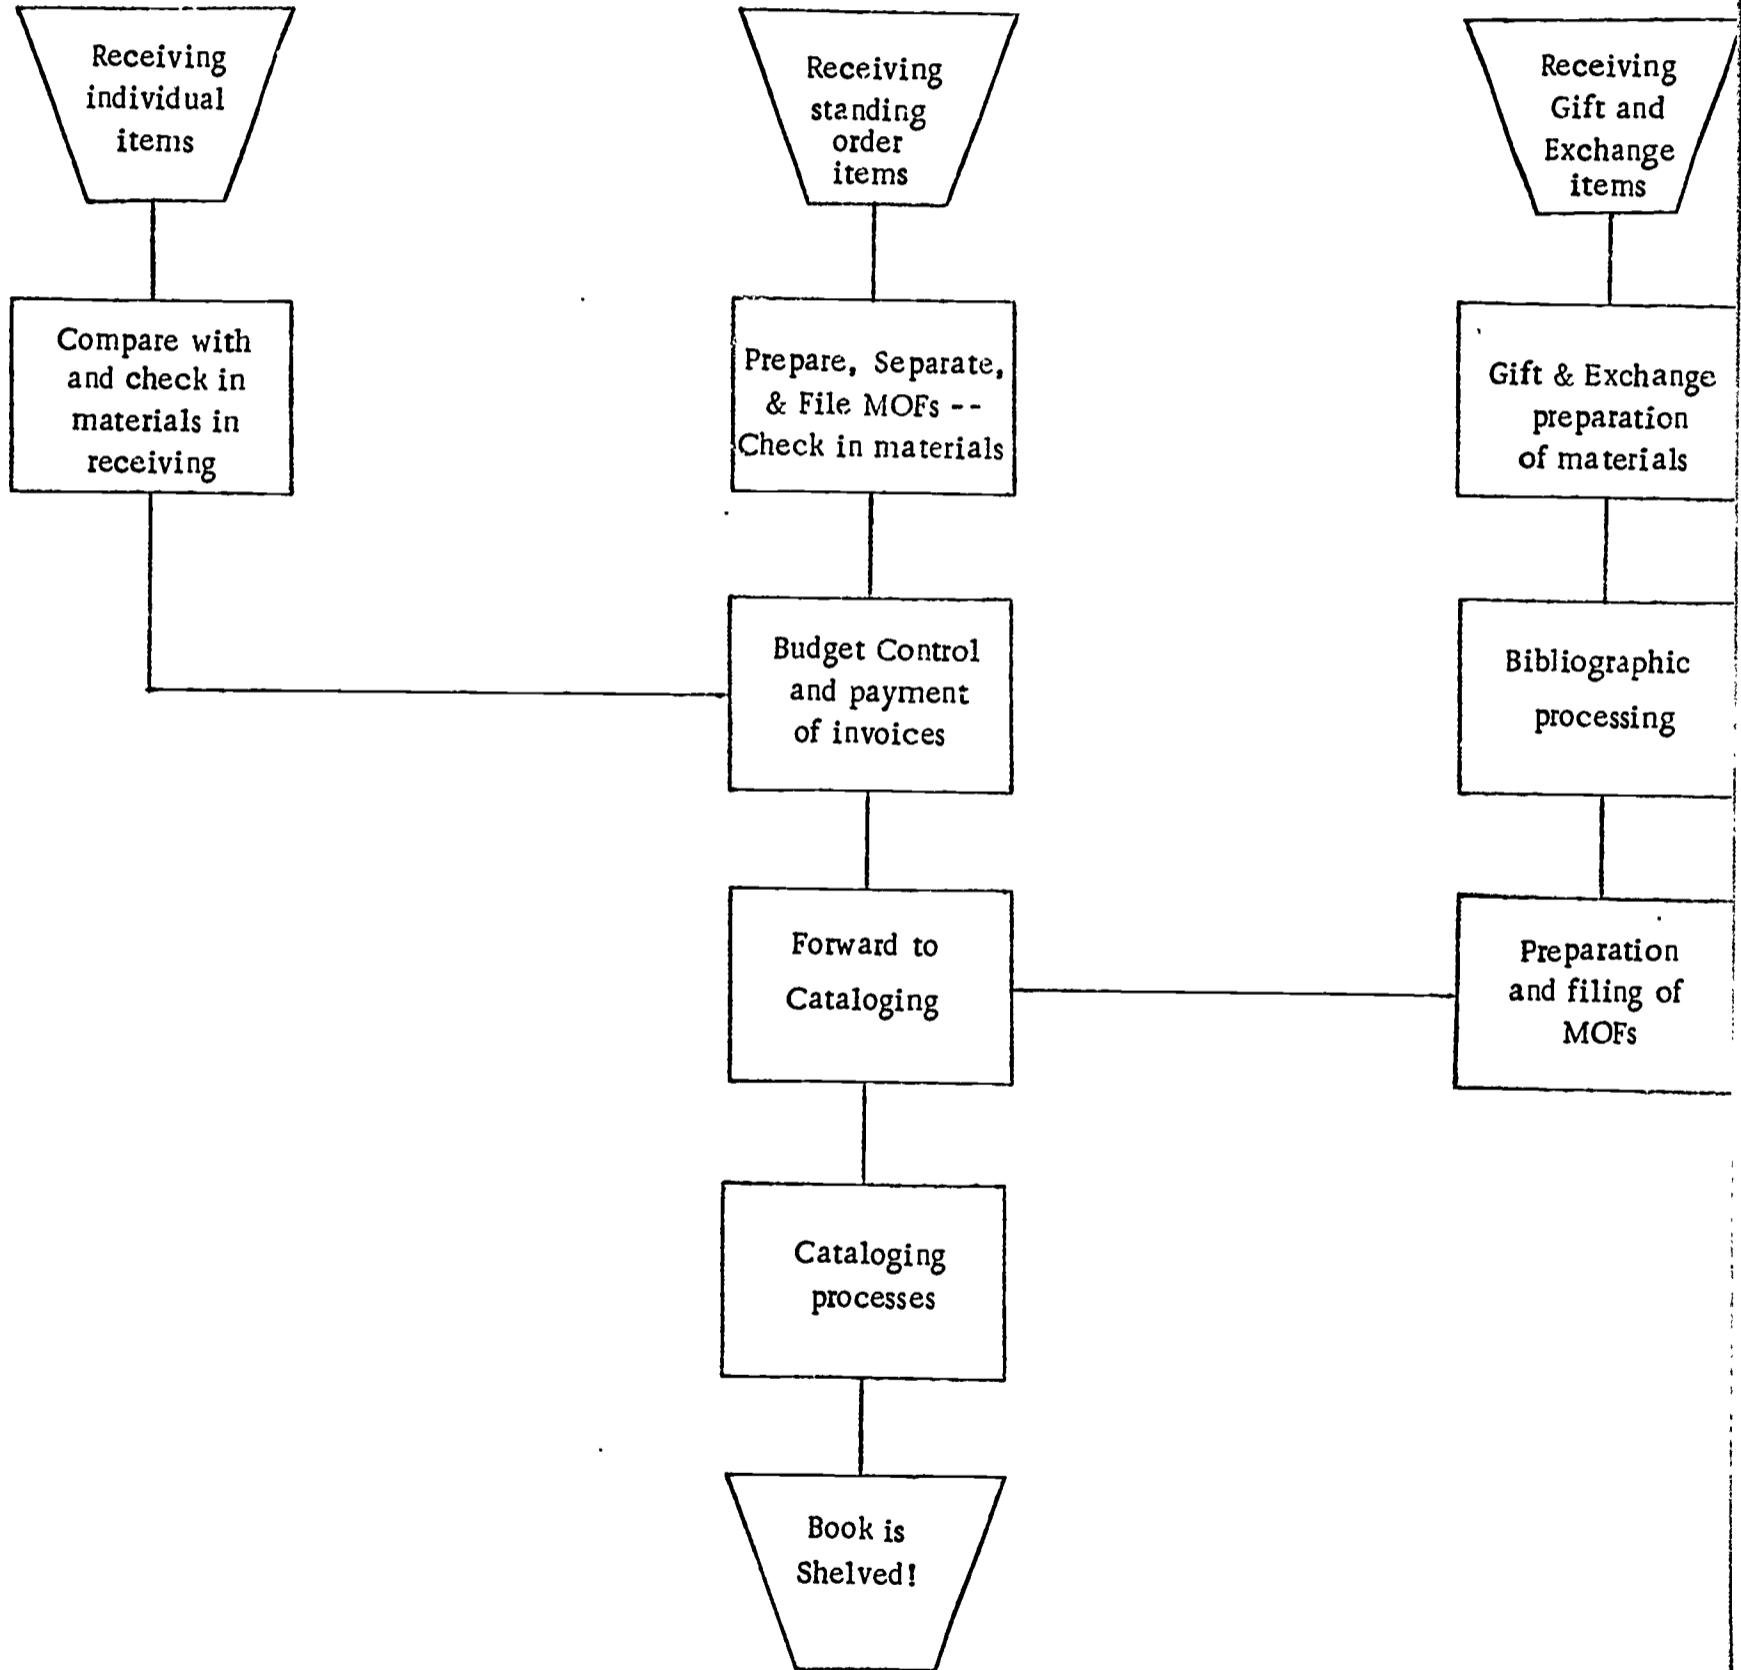 Receiving
individual
items
Receiving
standing
order
items
Receiving
Gift and
Exchange
items
Compare with
and check in
materials in
receiving
Prepare, Separate,
& File MOFs --
Check in materials
Gift & Exchange
preparation
of materials
Budget Control
and payment
of invoices
Bibliographic
processing
Forward to
Cataloging
Preparation
and filing of
MOFs
Cataloging
processes
Book is
Shelved!